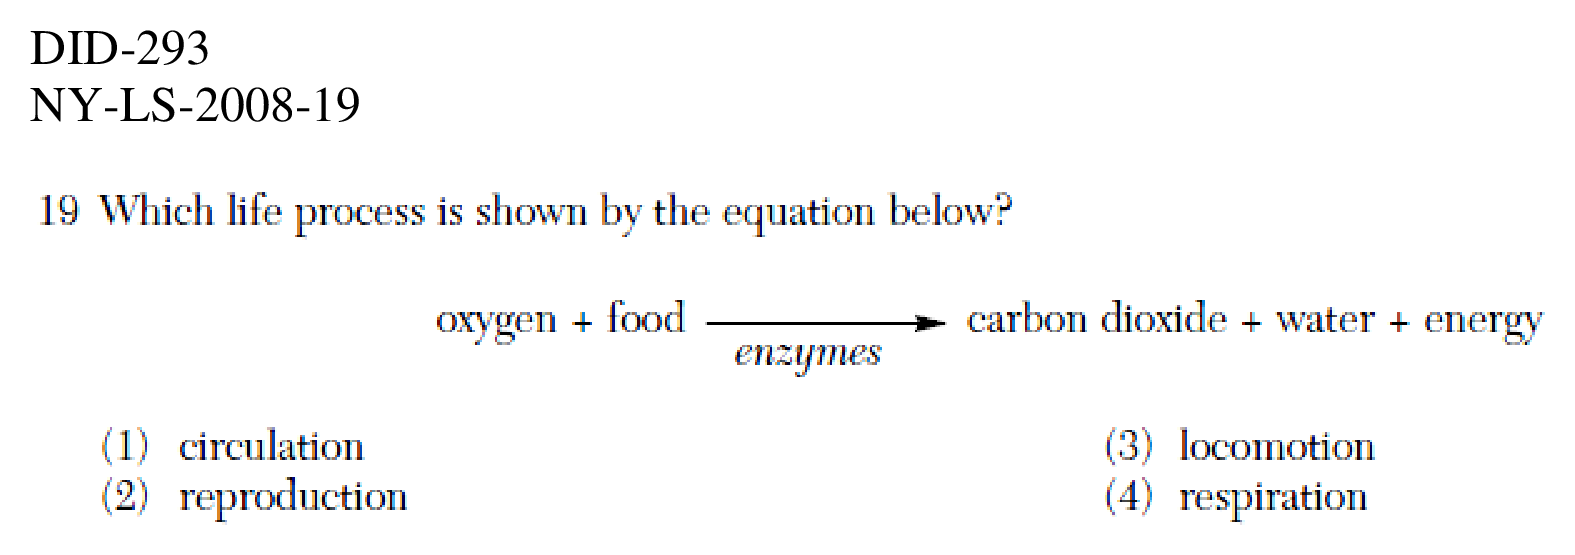 DID-293
NY-LS-2008-19
19 Which life process is shown by the equation below?
oxygen + food ⟶ carbon dioxide + water + energy
enzymes
(1) circulation (3) locomotion
(2) reproduction (4) respiration